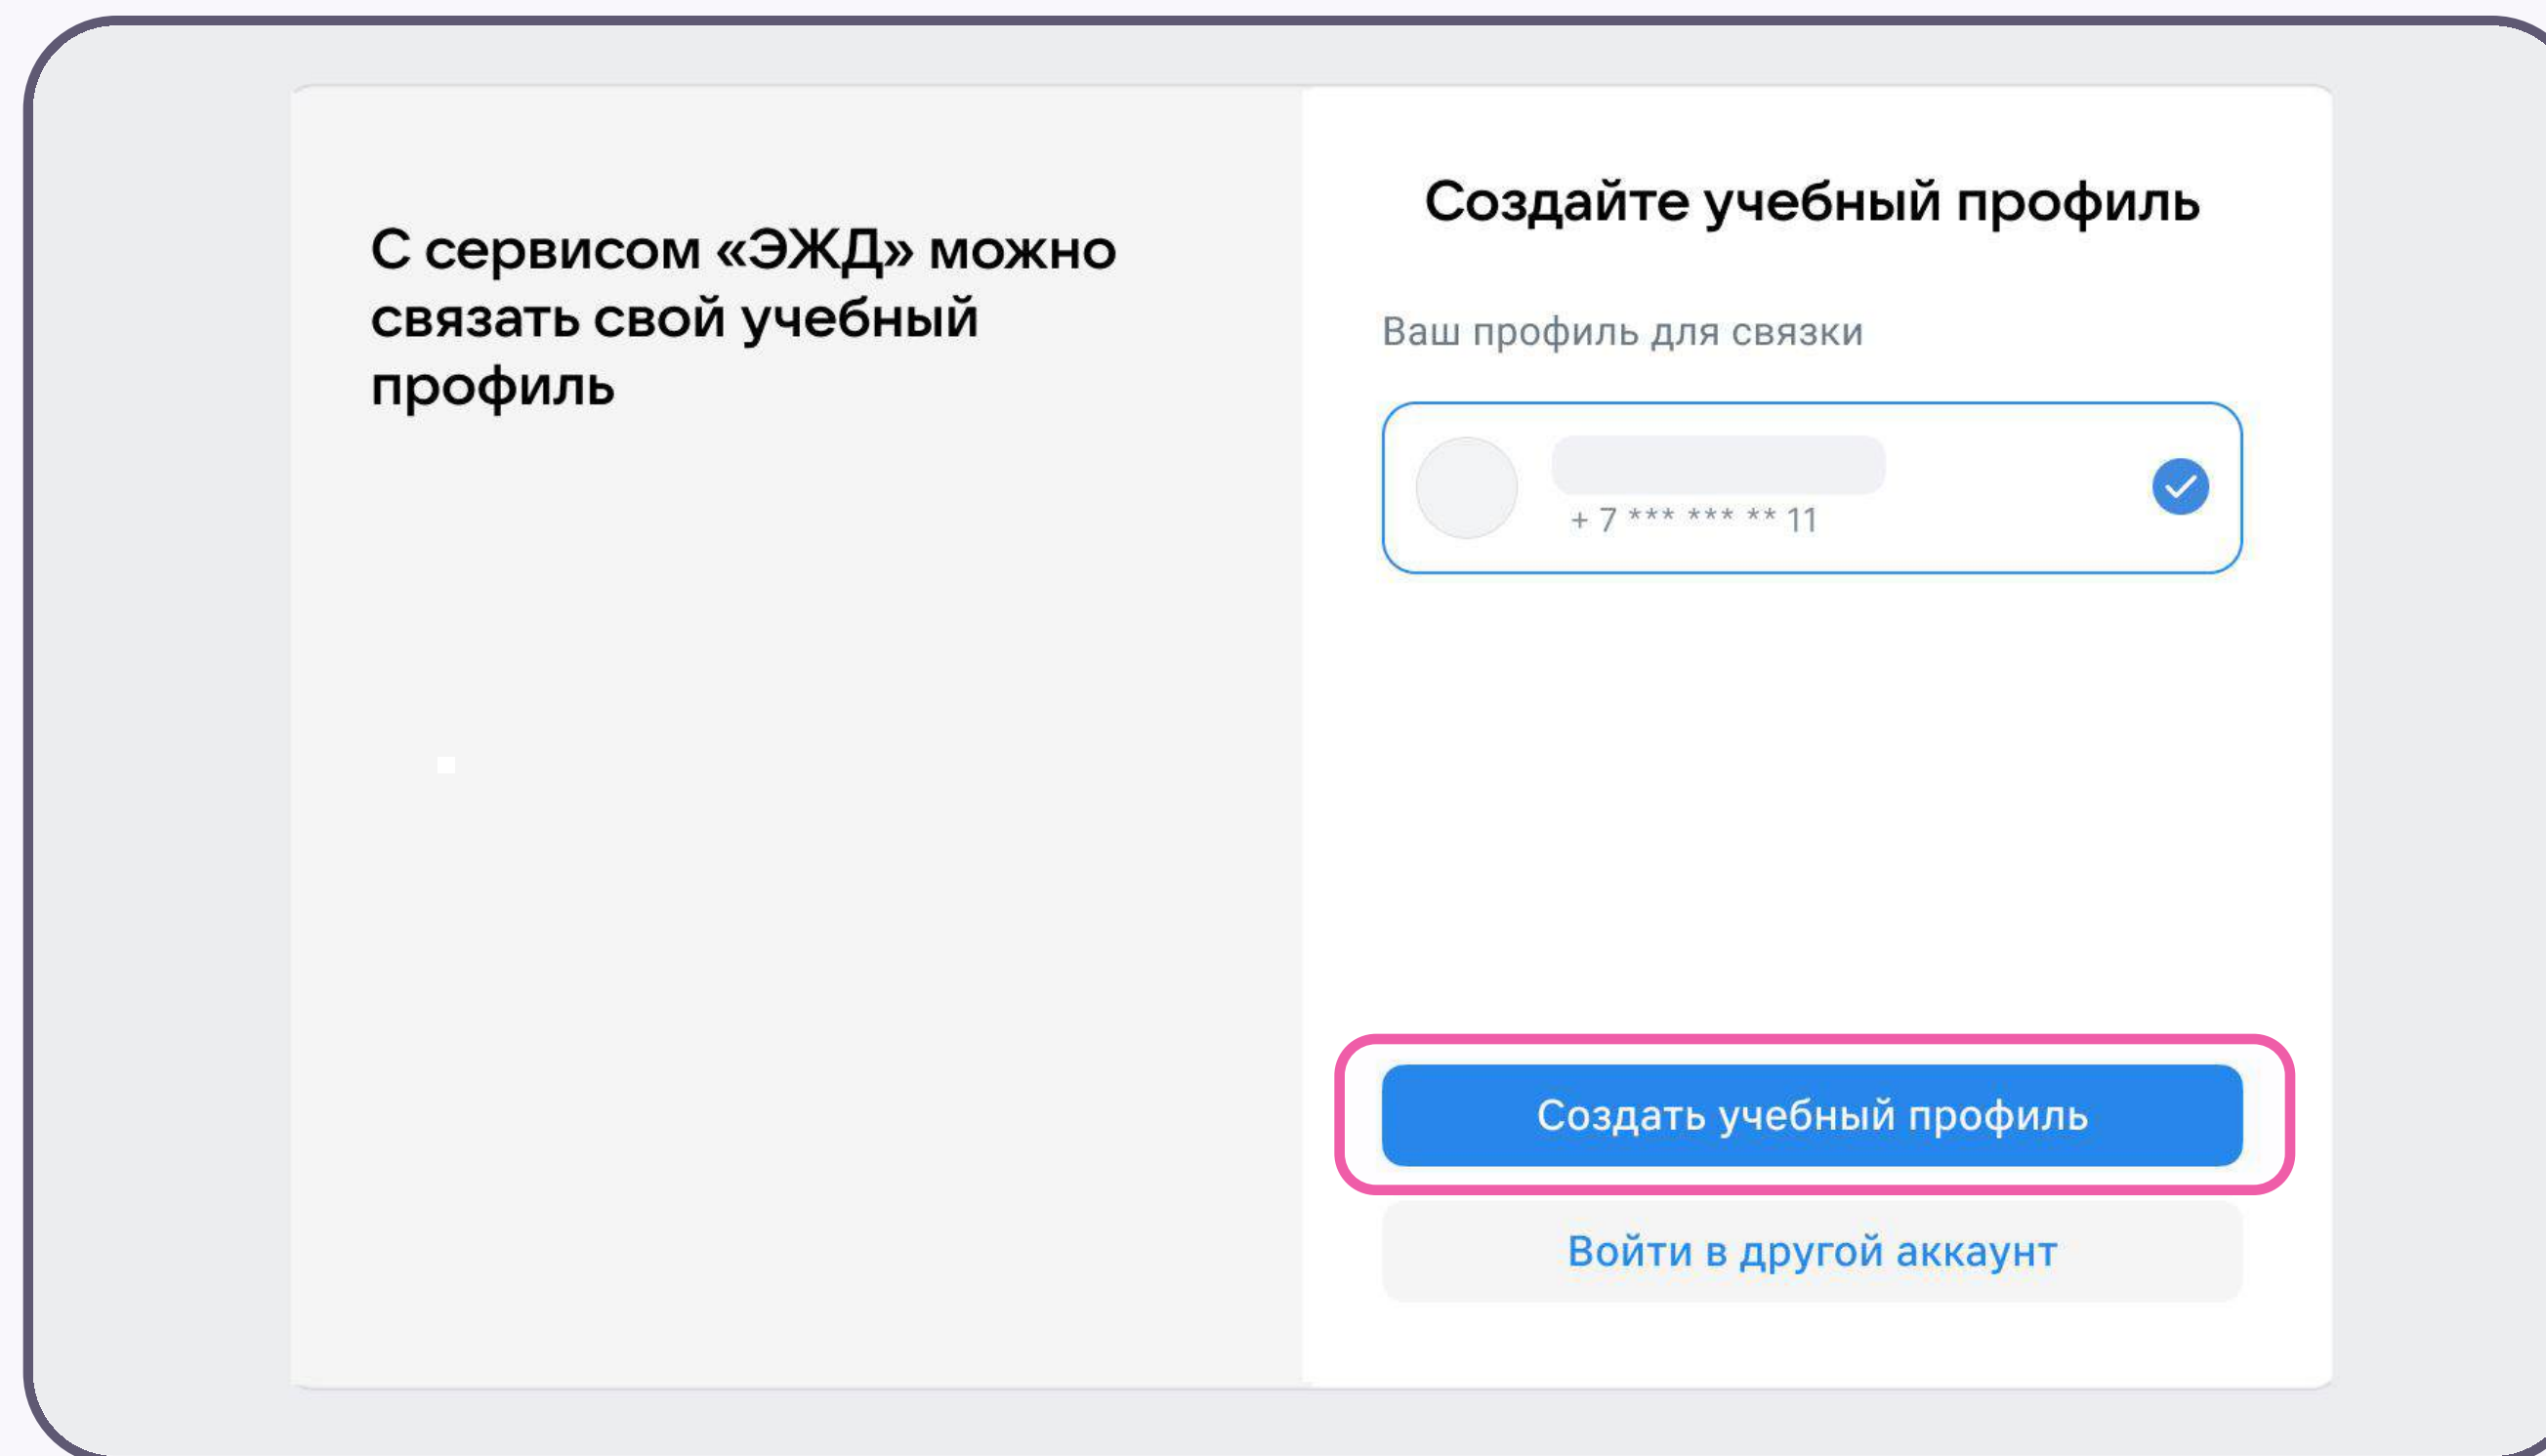 С сервисом «ЭЖД» можно
связать свой учебный
профиль
Создайте учебный профиль
Ваш профиль для связки
+ 7 *** *** ** 11
Создать учебный профиль
Войти в другой аккаунт